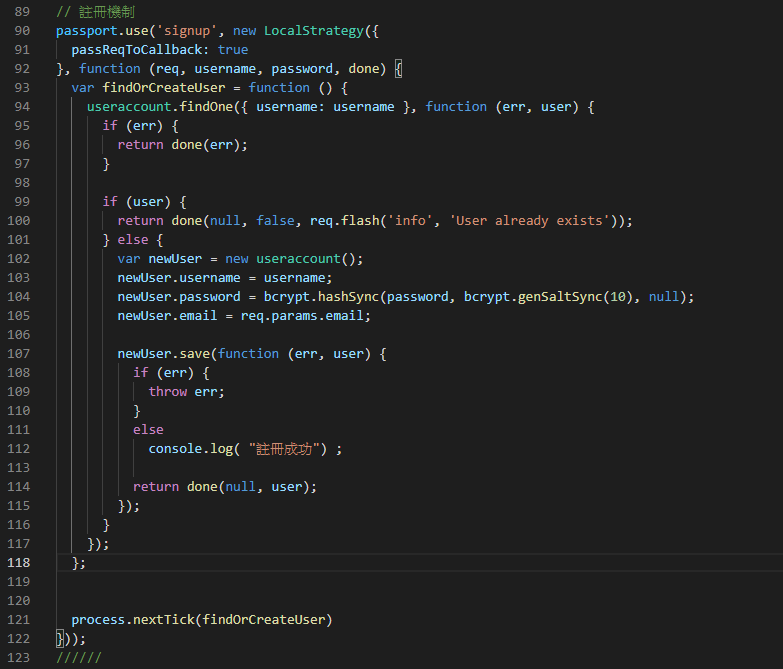 89 // 註冊機制
90 passport.use('signup', new LocalStrategy({
91   passReqToCallback: true
92 }, function (req, username, password, done) {
93   var findOrCreateUser = function () {
94     useraccount.findOne({ username: username }, function (err, user) {
95       if (err) {
96         return done(err);
97       }
98
99       if (user) {
100         return done(null, false, req.flash('info', 'User already exists'));
101       } else {
102         var newUser = new useraccount();
103         newUser.username = username;
104         newUser.password = bcrypt.hashSync(password, bcrypt.genSaltSync(10), null);
105         newUser.email = req.params.email;
106
107         newUser.save(function (err, user) {
108           if (err) {
109             throw err;
110           }
111           else
112             console.log( "註冊成功") ;
113
114           return done(null, user);
115         });
116       }
117     });
118   };
119
120
121   process.nextTick(findOrCreateUser)
122 }));
123 //////